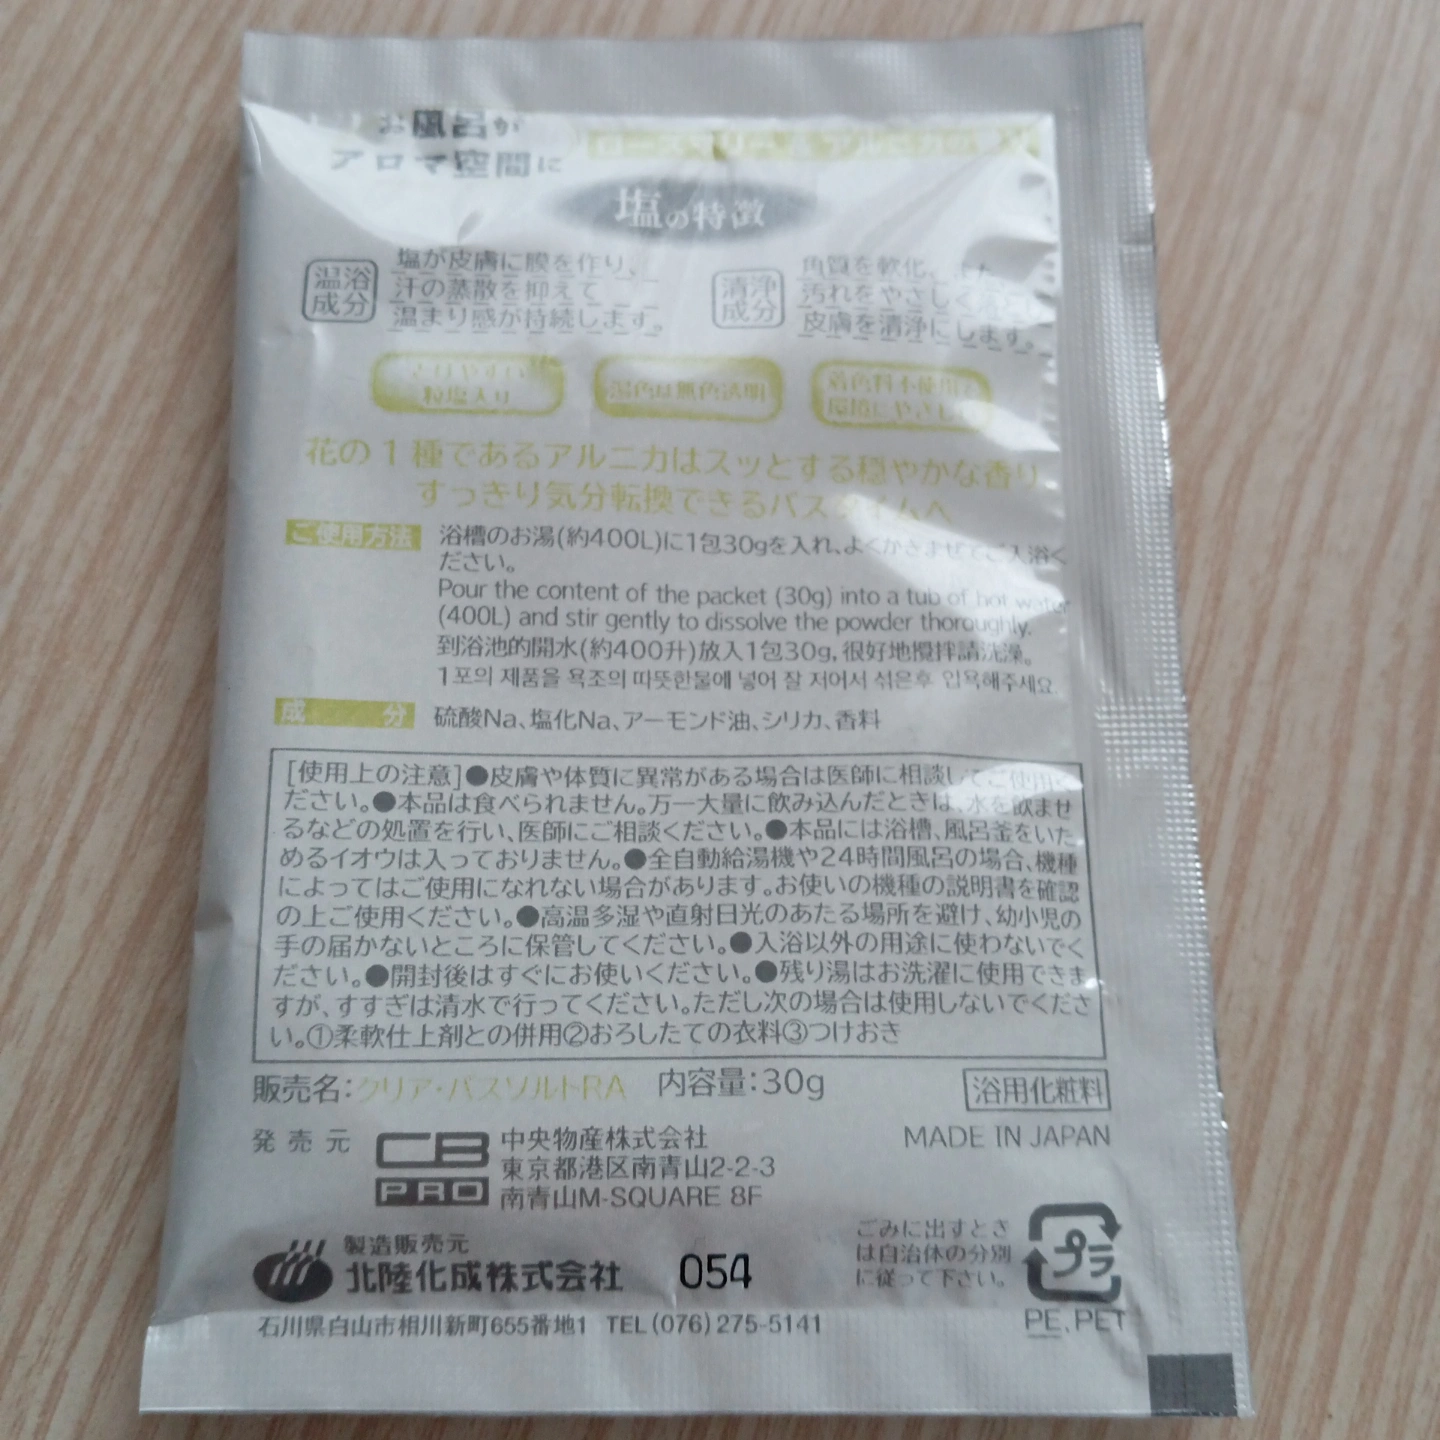 お風呂が
アロマ空間に
塩の特徴
温浴
成分
塩が皮膚に膜を作り、
汗の蒸散を抑えて
温まり感が持続します。
清浄
成分
角質を軟化、また
汚れをやさしく
皮膚を清浄にします。
粒塩入り
湯色は無色透明
着色料不使用で
環境にやさしい
花の1種であるアルニカはスッとする穏やかな香り
すっきり気分転換できるバスタイムへ
ご使用方法
浴槽のお湯(約400L)に1包30gを入れ、よくかきまぜてご入浴く
ださい。
Pour the content of the packet (30g) into a tub of hot water
(400L) and stir gently to dissolve the powder thoroughly.
到浴池的開水(約400升)放入1包30g,很好地攪拌請洗澡。
1포의 제품을 욕조의 따뜻한물에 넣어 잘 저어서 섞은후 입욕해주세요.
成分
硫酸Na、塩化Na、アーモンド油、シリカ、香料
[使用上の注意]●皮膚や体質に異常がある場合は医師に相談してご使用く
ださい。●本品は食べられません。万一大量に飲み込んだときは、水を飲ませ
るなどの処置を行い、医師にご相談ください。●本品には浴槽、風呂釜をいた
めるイオウは入っておりません。●全自動給湯機や24時間風呂の場合、機種
によってはご使用になれない場合があります。お使いの機種の説明書を確認
の上ご使用ください。●高温多湿や直射日光のあたる場所を避け、幼小児の
手の届かないところに保管してください。●入浴以外の用途に使わないでく
ださい。●開封後はすぐにお使いください。●残り湯はお洗濯に使用できま
すが、すすぎは清水で行ってください。ただし次の場合は使用しないでくださ
い。①柔軟仕上剤との併用②おろしたての衣料③つけおき
販売名：クリア・バスソルトRA 内容量：30g
浴用化粧料
発売元
CB
PRO
中央物産株式会社
東京都港区南青山2-2-3
南青山M-SQUARE 8F
MADE IN JAPAN
製造販売元
北陸化成株式会社
054
石川県白山市相川新町655番地1 TEL(076)275-5141
ごみに出すとき
は自治体の分別
に従って下さい。
プラ
PE, PET